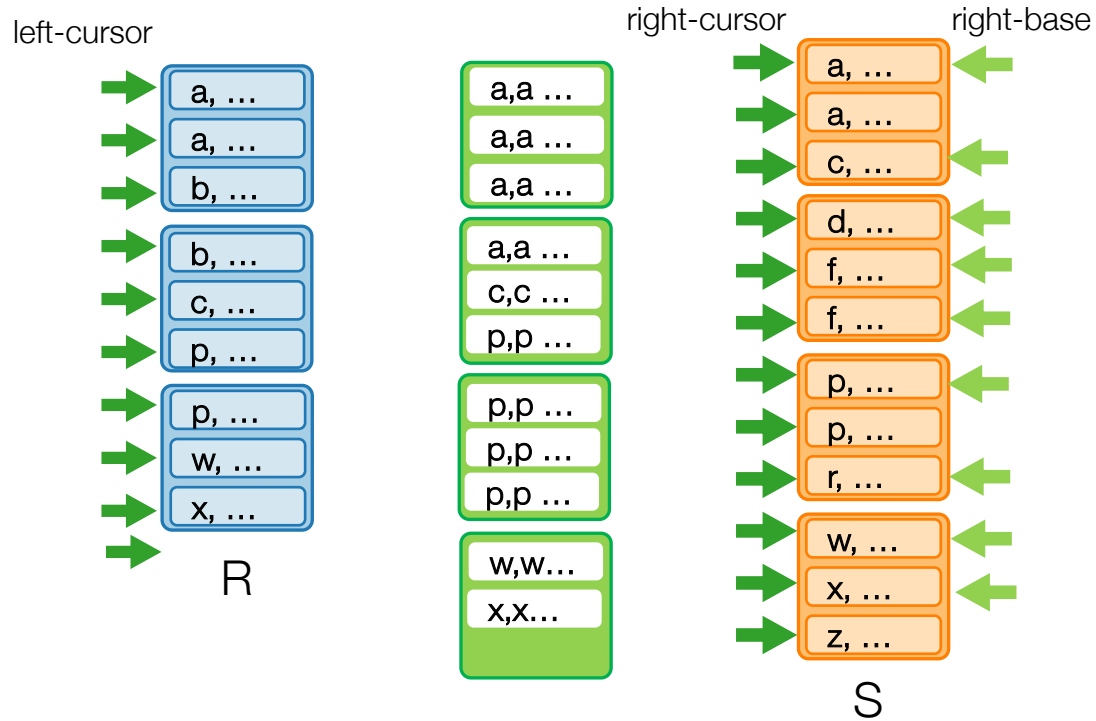 left-cursor
a, ...
a, ...
b, ...
b, ...
c, ...
p, ...
p, ...
w, ...
x, ...
R
a,a ...
a,a ...
a,a ...
a,a ...
c,c ...
p,p ...
p,p ...
p,p ...
p,p ...
w,w...
x,x...
right-cursor
right-base
a, ...
a, ...
c, ...
d, ...
f, ...
f, ...
p, ...
p, ...
r, ...
w, ...
x, ...
z, ...
S